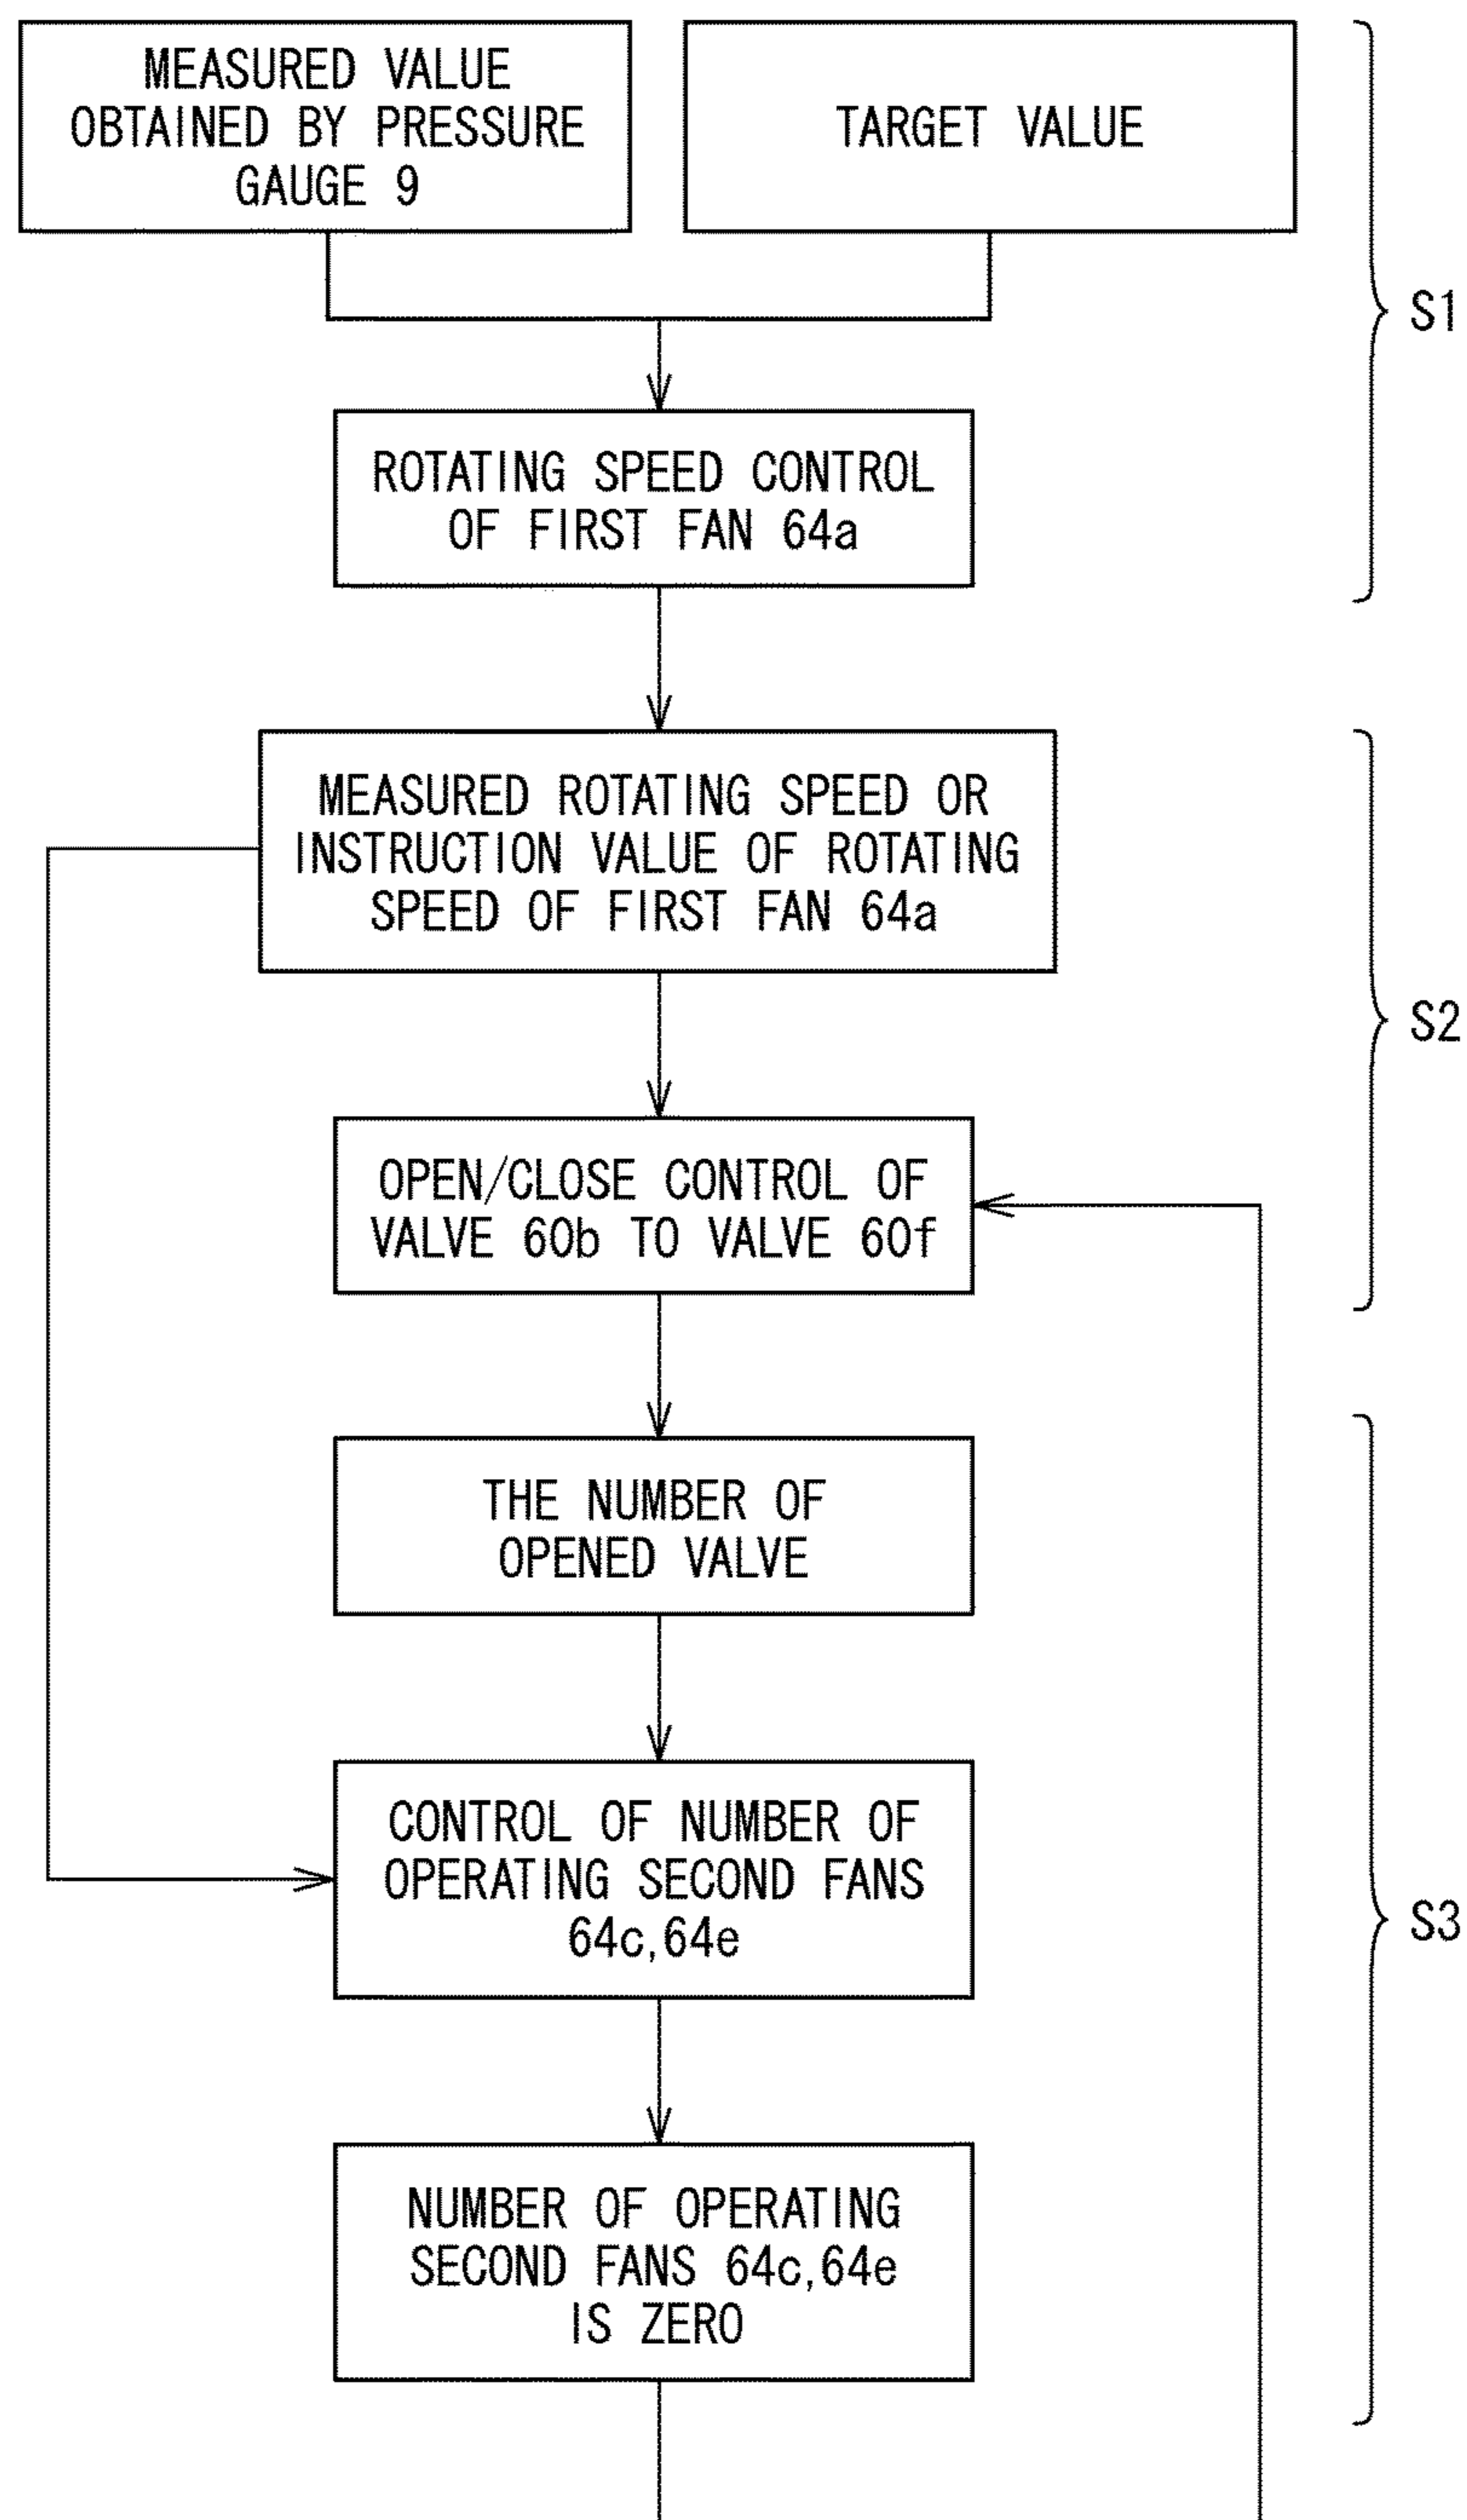 MEASURED VALUE
OBTAINED BY PRESSURE
GAUGE 9
TARGET VALUE
S1
ROTATING SPEED CONTROL
OF FIRST FAN 64a
MEASURED ROTATING SPEED OR
INSTRUCTION VALUE OF ROTATING
SPEED OF FIRST FAN 64a
S2
OPEN/CLOSE CONTROL OF
VALVE 60b TO VALVE 60f
THE NUMBER OF
OPENED VALVE
CONTROL OF NUMBER OF
OPERATING SECOND FANS
64c,64e
S3
NUMBER OF OPERATING
SECOND FANS 64c,64e
IS ZERO